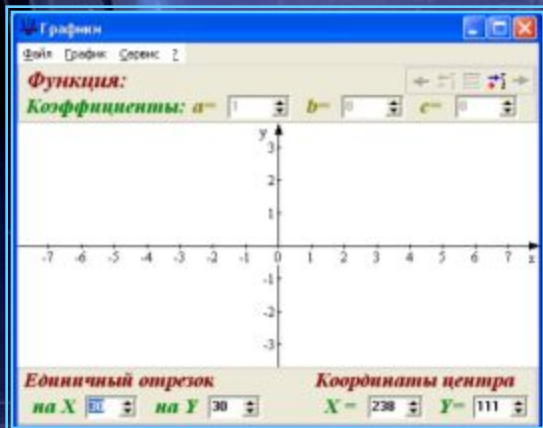 Графики
Файл График Сервис ?
Функция:
Коэффициенты: a= 1 b= 0 c= 0
y
3
2
1
-7 -6 -5 -4 -3 -2 -1 0 1 2 3 4 5 6 7 x
-1
-2
-3
Единичный отрезок Координаты центра
на X 30 на Y 30 X = 238 Y= 111